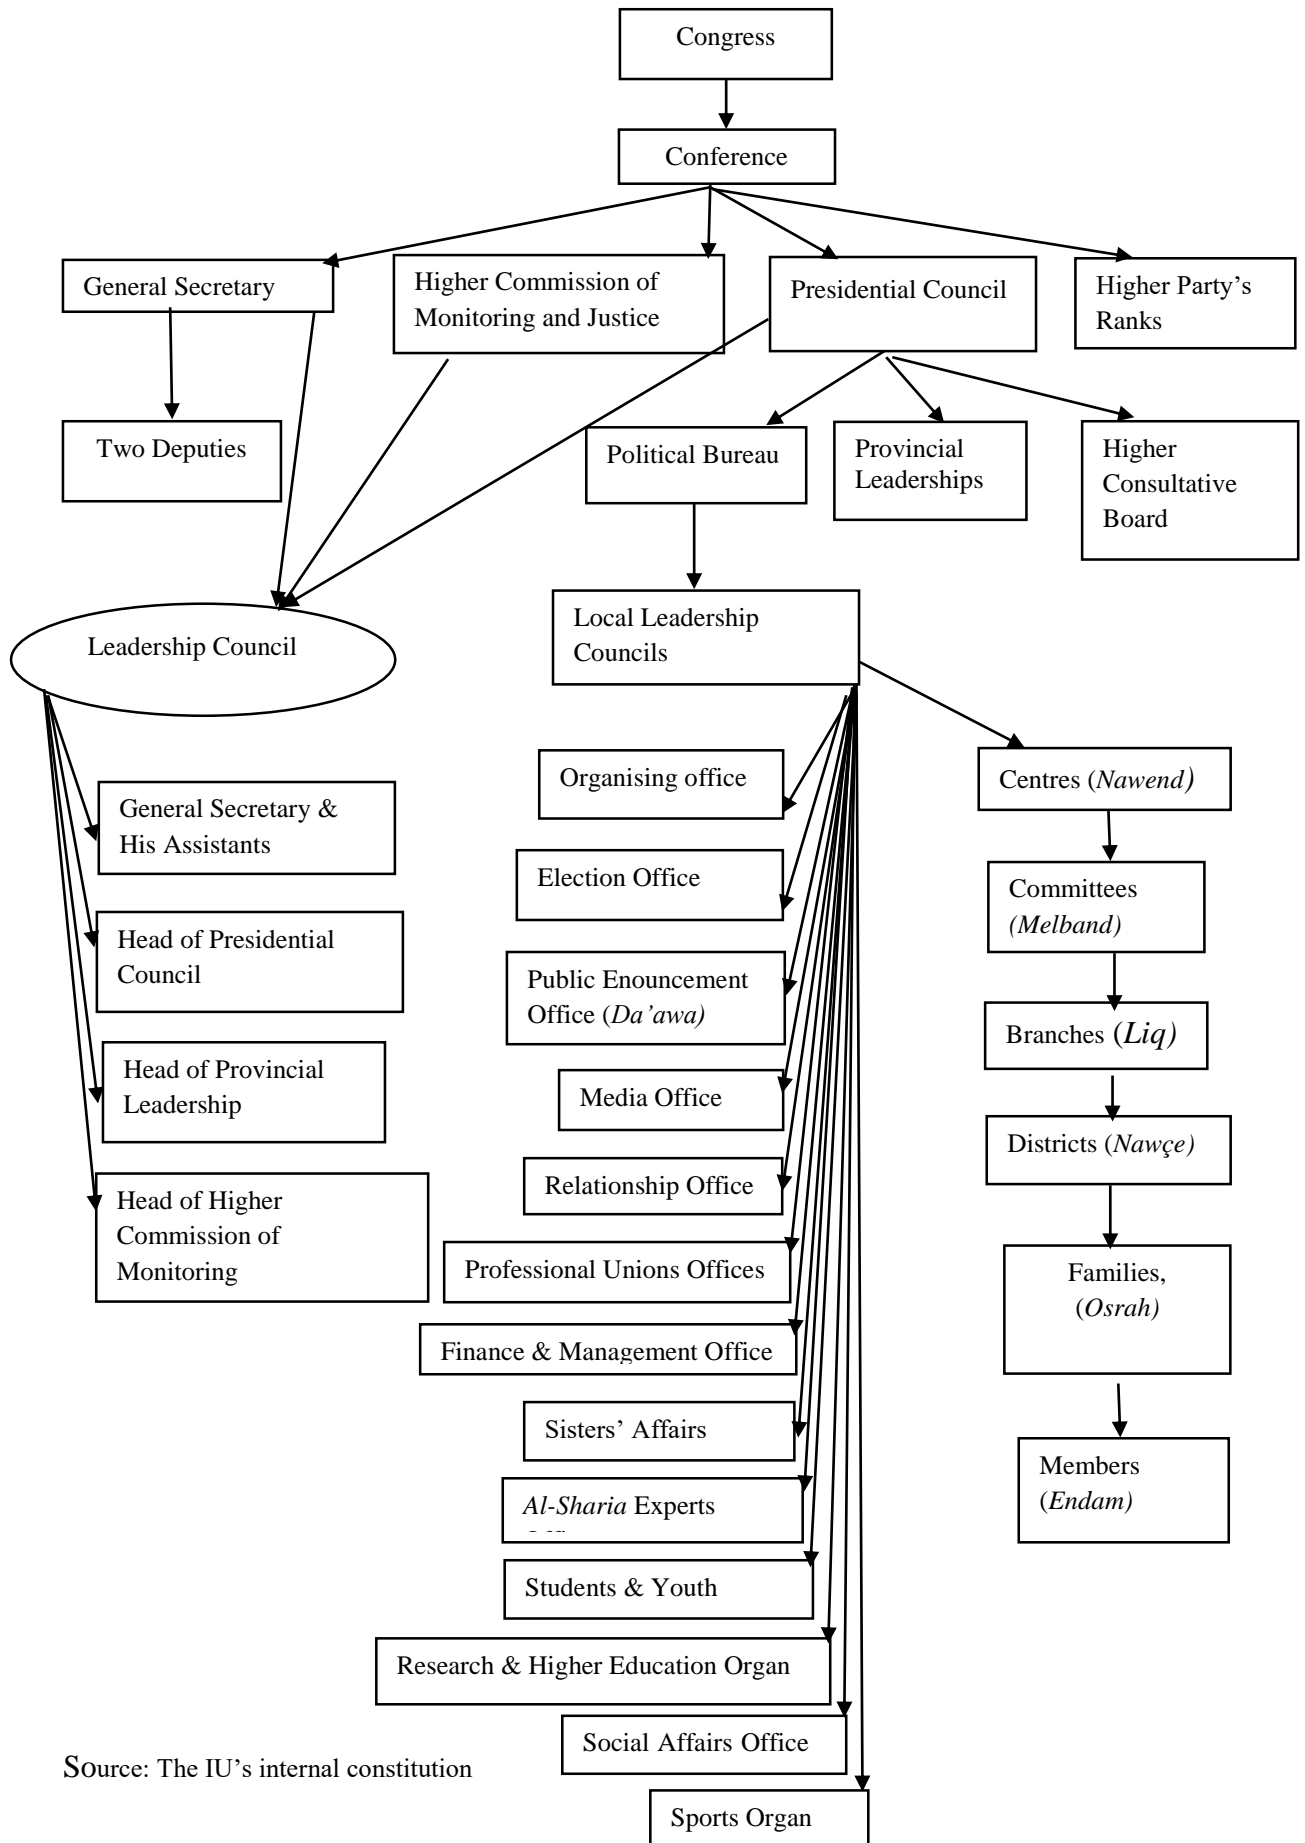 Congress
Conference
General Secretary
Higher Commission of
Monitoring and Justice
Presidential Council
Higher Party’s
Ranks
Two Deputies
Political Bureau
Provincial
Leaderships
Higher
Consultative
Board
Leadership Council
Local Leadership
Councils
General Secretary &
His Assistants
Head of Presidential
Council
Head of Provincial
Leadership
Head of Higher
Commission of
Monitoring
Organising office
Election Office
Public Enouncement
Office (Da’awa)
Media Office
Relationship Office
Professional Unions Offices
Finance & Management Office
Sisters’ Affairs
Al-Sharia Experts
Students & Youth
Research & Higher Education Organ
Social Affairs Office
Sports Organ
Centres (Nawend)
Committees
(Melband)
Branches (Liq)
Districts (Nawçe)
Families,
(Osrah)
Members
(Endam)
Source: The IU’s internal constitution